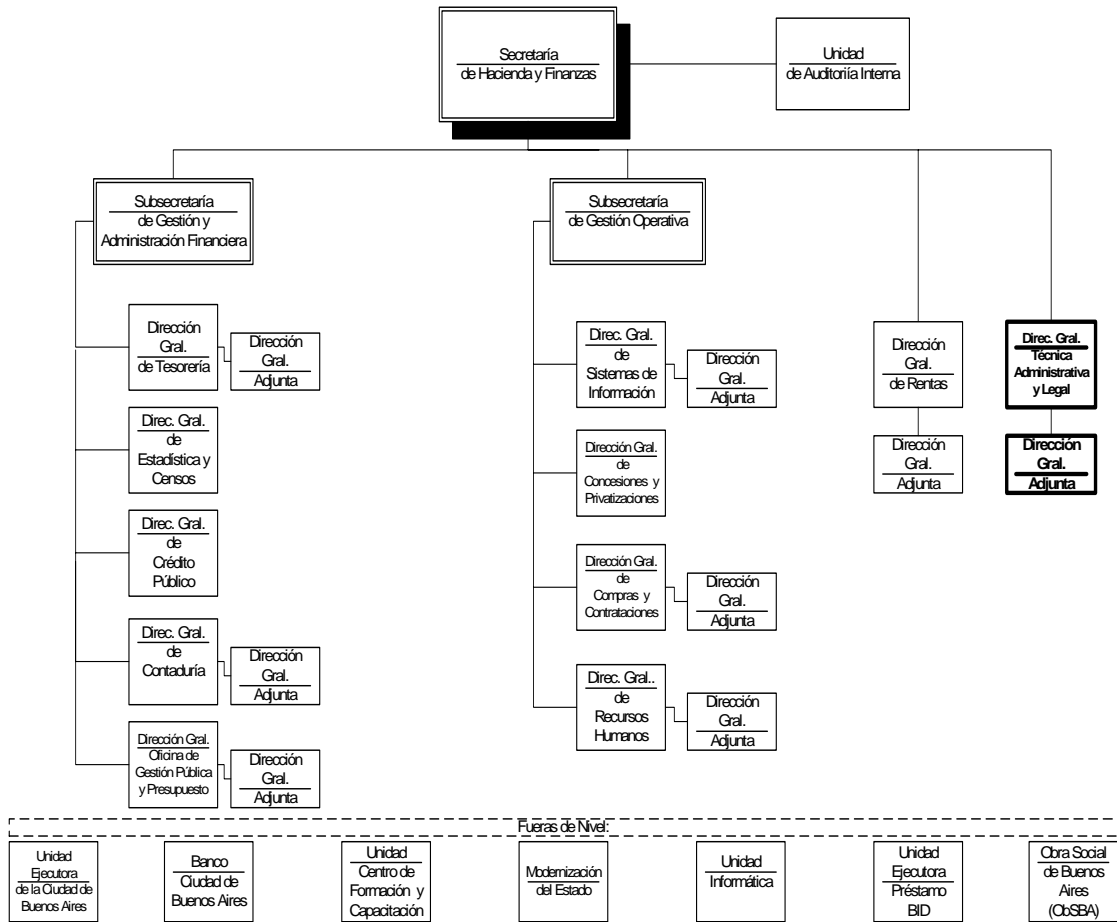 Secretaría
de Hacienda y Finanzas
Unidad
de Auditoriía Interna
Subsecretaría
de Gestión y
Administración Financiera
Subsecretaría
de Gestión Operativa
Dirección
Gral.
de Tesorería
Dirección
Gral.
Adjunta
Direc. Gral.
de
Estadística y
Censos
Direc. Gral.
de
Crédito
Público
Direc. Gral.
de
Contaduría
Dirección
Gral.
Adjunta
Dirección Gral.
Oficina de
Gestión Pública
y Presupuesto
Dirección
Gral.
Adjunta
Direc. Gral.
de
Sistemas de
Información
Dirección
Gral.
Adjunta
Dirección Gral.
de
Concesiones y
Privatizaciones
Dirección Gral.
de
Compras y
Contrataciones
Dirección
Gral.
Adjunta
Direc. Gral..
de
Recursos
Humanos
Dirección
Gral.
Adjunta
Dirección
Gral.
de Rentas
Dirección
Gral.
Adjunta
Direc. Gral.
Técnica
Administrativa
y Legal
Dirección
Gral.
Adjunta
Fueras de Nivel:
Unidad
Ejecutora
de la Ciudad de
Buenos Aires
Banco
Ciudad de
Buenos Aires
Unidad
Centro de
Formación y
Capacitación
Modernización
del Estado
Unidad
Informática
Unidad
Ejecutora
Préstamo
BID
Obra Social
de Buenos
Aires
(ObSBA)